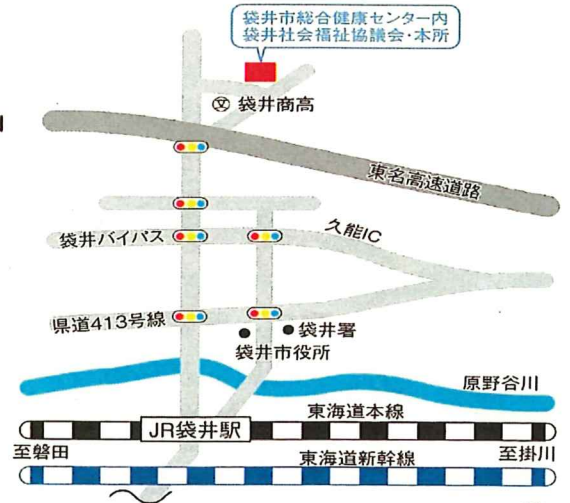 袋井市総合健康センター内
袋井社会福祉協議会・本所
文 袋井商高
東名高速道路
久能IC
袋井バイパス
県道413号線
袋井署
袋井市役所
原野谷川
東海道本線
JR袋井駅
至磐田
至掛川
東海道新幹線